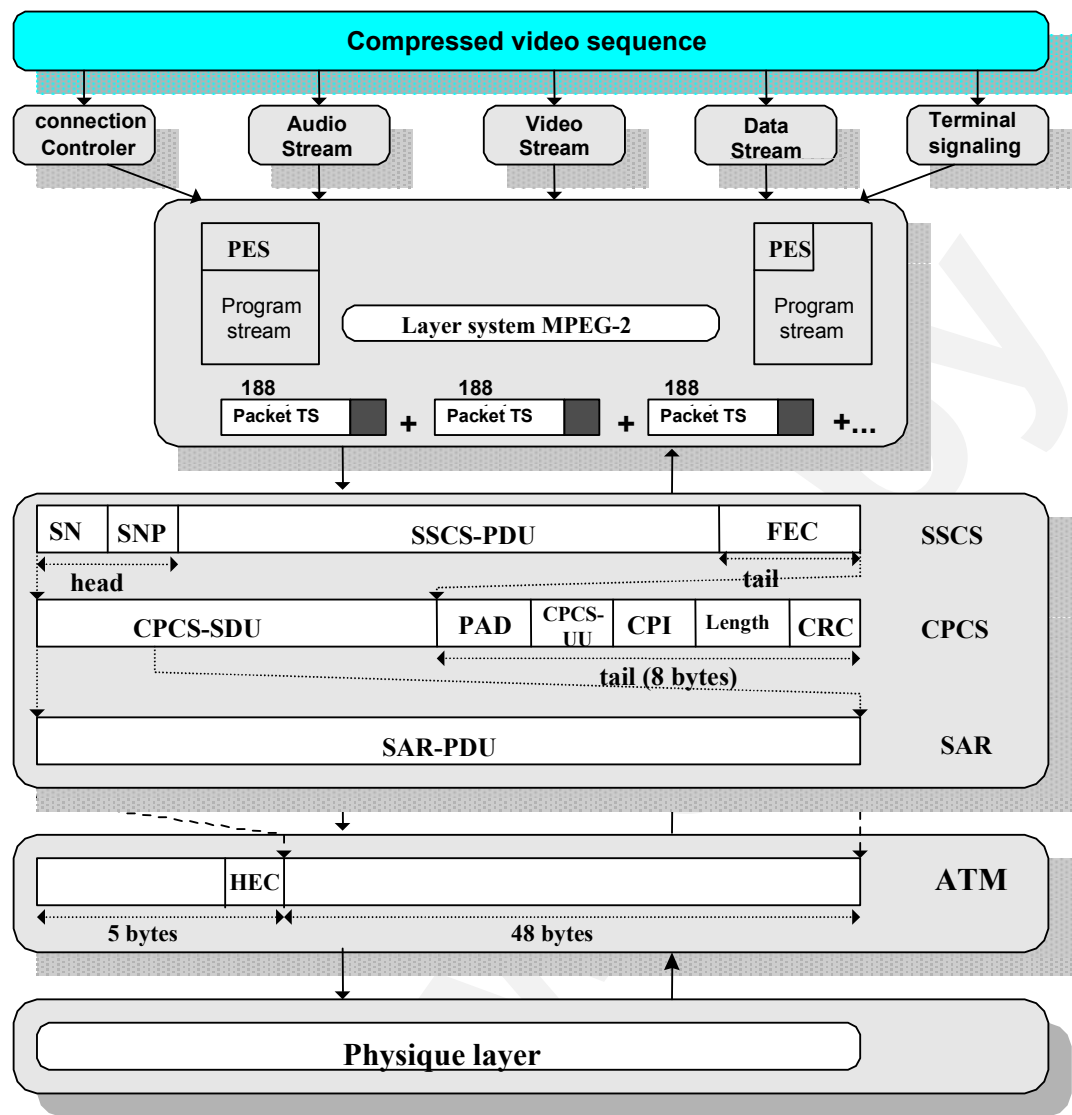 Compressed video sequence
connection
Controler
Audio
Stream
Video
Stream
Data
Stream
Terminal
signaling
PES
Program
stream
PES
Program
stream
Layer system MPEG-2
188
Packet TS
+
188
Packet TS
+
188
Packet TS
+...
SN
SNP
SSCS-PDU
FEC
SSCS
head
tail
CPCS-SDU
PAD
CPCS-
UU
CPI
Length
CRC
CPCS
tail (8 bytes)
SAR-PDU
SAR
HEC
ATM
5 bytes
48 bytes
Physique layer